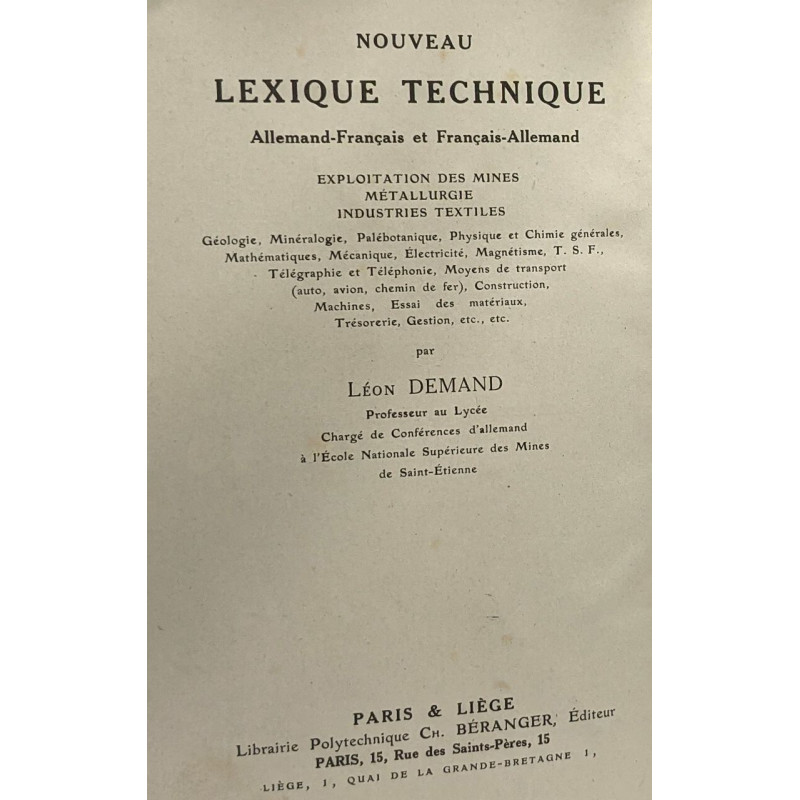 NOUVEAU
LEXIQUE TECHNIQUE
Allemand-Français et Français-Allemand
EXPLOITATION DES MINES
MÉTALLURGIE
INDUSTRIES TEXTILES
Géologie, Minéralogie, Palébotanique, Physique et Chimie générales,
Mathématiques, Mécanique, Électricité, Magnétisme, T. S. F.,
Télégraphie et Téléphonie, Moyens de transport
(auto, avion, chemin de fer), Construction,
Machines, Essai des matériaux,
Trésorerie, Gestion, etc., etc.
par
Léon DEMAND
Professeur au Lycée
Chargé de Conférences d'allemand
à l'École Nationale Supérieure des Mines
de Saint-Étienne
PARIS & LIÈGE
Librairie Polytechnique Ch. BÉRANGER, Éditeur
PARIS, 15, Rue des Saints-Pères, 15
LIÈGE, 1, QUAI DE LA GRANDE-BRETAGNE 1,